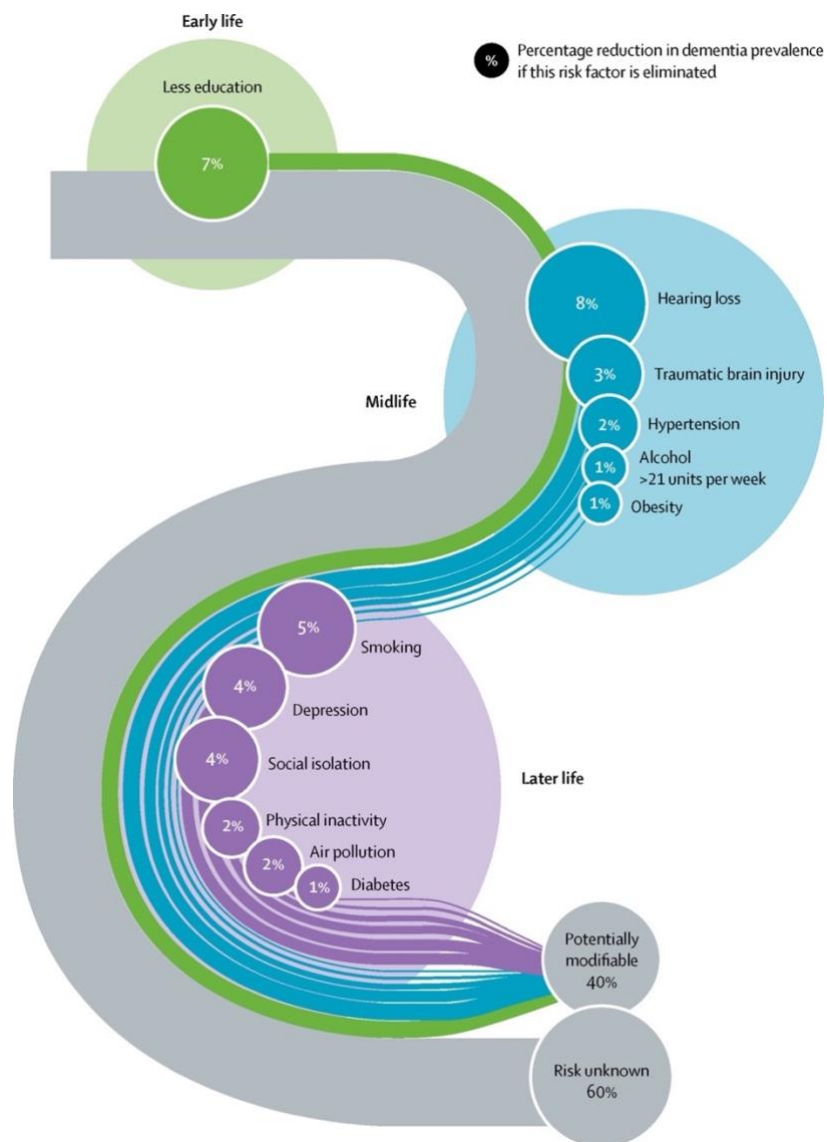 Early life
%
Percentage reduction in dementia prevalence
if this risk factor is eliminated
Less education
7%
8%
Hearing loss
3%
Traumatic brain injury
Midlife
2%
Hypertension
1%
Alcohol
>21 units per week
1%
Obesity
5%
Smoking
4%
Depression
4%
Social isolation
Later life
2%
Physical inactivity
2%
Air pollution
1%
Diabetes
Potentially
modifiable
40%
Risk unknown
60%